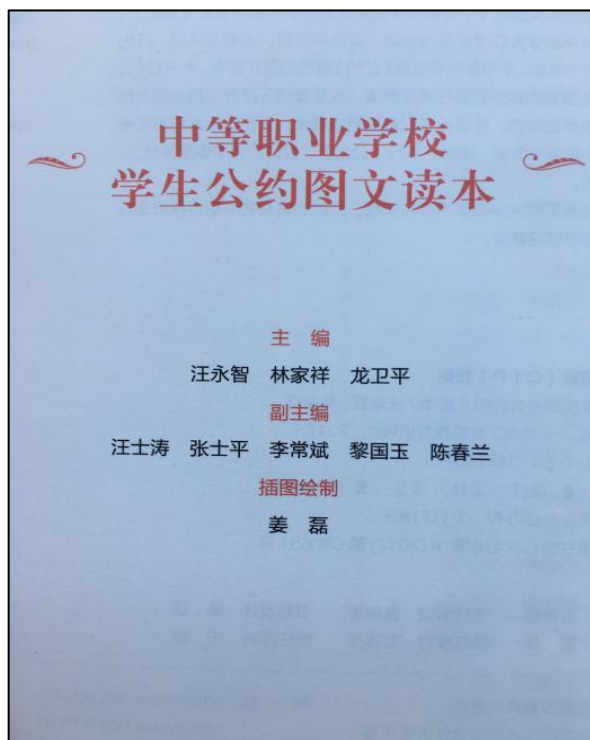 中等职业学校
学生公约图文读本
主 编
汪永智 林家祥 龙卫平
副主编
汪士涛 张士平 李常斌 黎国玉 陈春兰
插图绘制
姜 磊